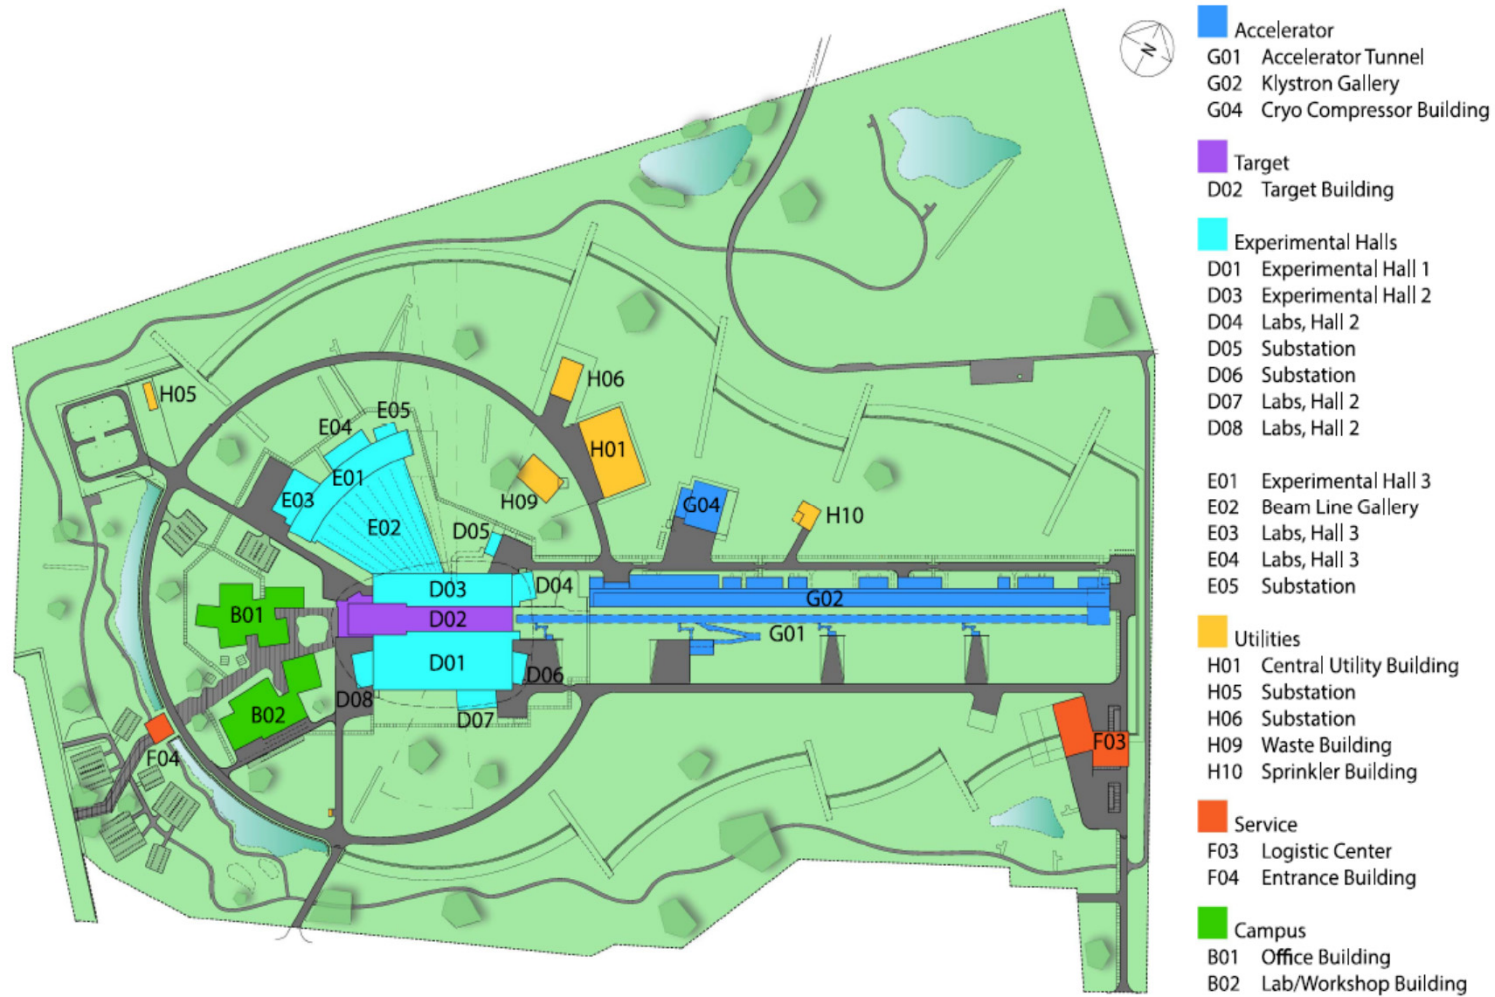 N
Accelerator
G01 Accelerator Tunnel
G02 Klystron Gallery
G04 Cryo Compressor Building
Target
D02 Target Building
Experimental Halls
D01 Experimental Hall 1
D03 Experimental Hall 2
D04 Labs, Hall 2
D05 Substation
D06 Substation
D07 Labs, Hall 2
D08 Labs, Hall 2
E01 Experimental Hall 3
E02 Beam Line Gallery
E03 Labs, Hall 3
E04 Labs, Hall 3
E05 Substation
Utilities
H01 Central Utility Building
H05 Substation
H06 Substation
H09 Waste Building
H10 Sprinkler Building
Service
F03 Logistic Center
F04 Entrance Building
Campus
B01 Office Building
B02 Lab/Workshop Building
H06
H05
E05
E04
H01
E01
E03
H09
G04
H10
E02
D05
D03
D04
G02
B01
D02
G01
D01
D06
D08
B02
D07
F03
F04